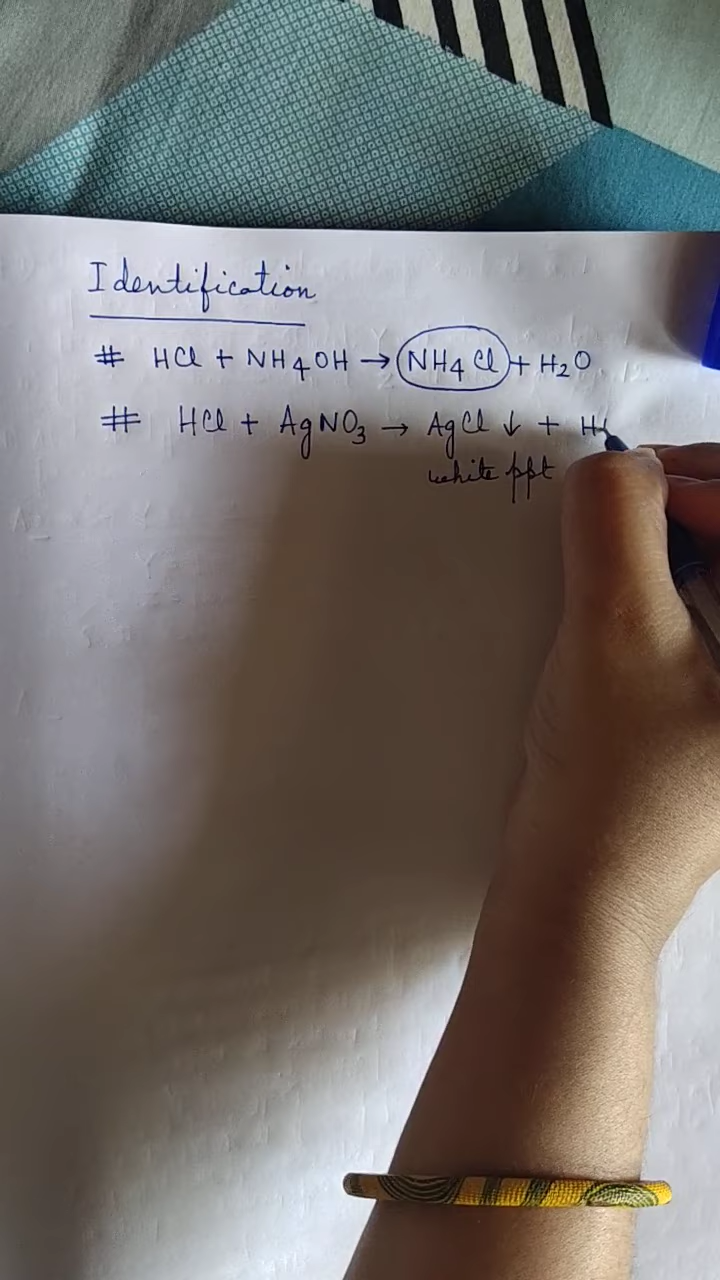 Identification
# HCl + NH4OH → NH4Cl + H2O
# HCl + AgNO3 → AgCl ↓ + H
white ppt